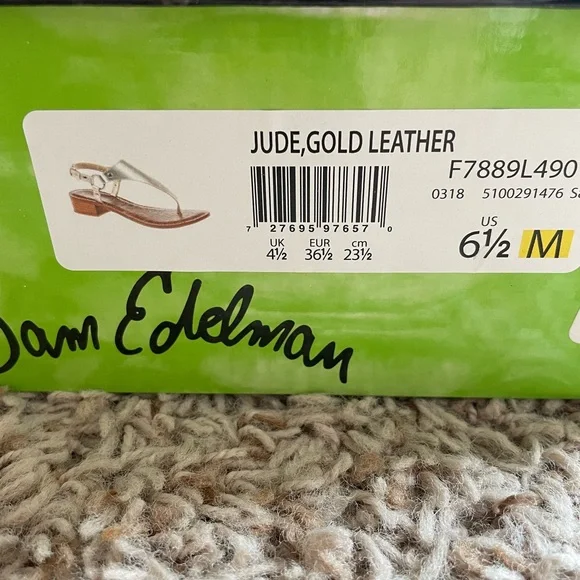 JUDE,GOLD LEATHER
F7889L490
0318 5100291476
7 27695 97657 0
US
6½ M
UK EUR cm
4½ 36½ 23½
Sam Edelman